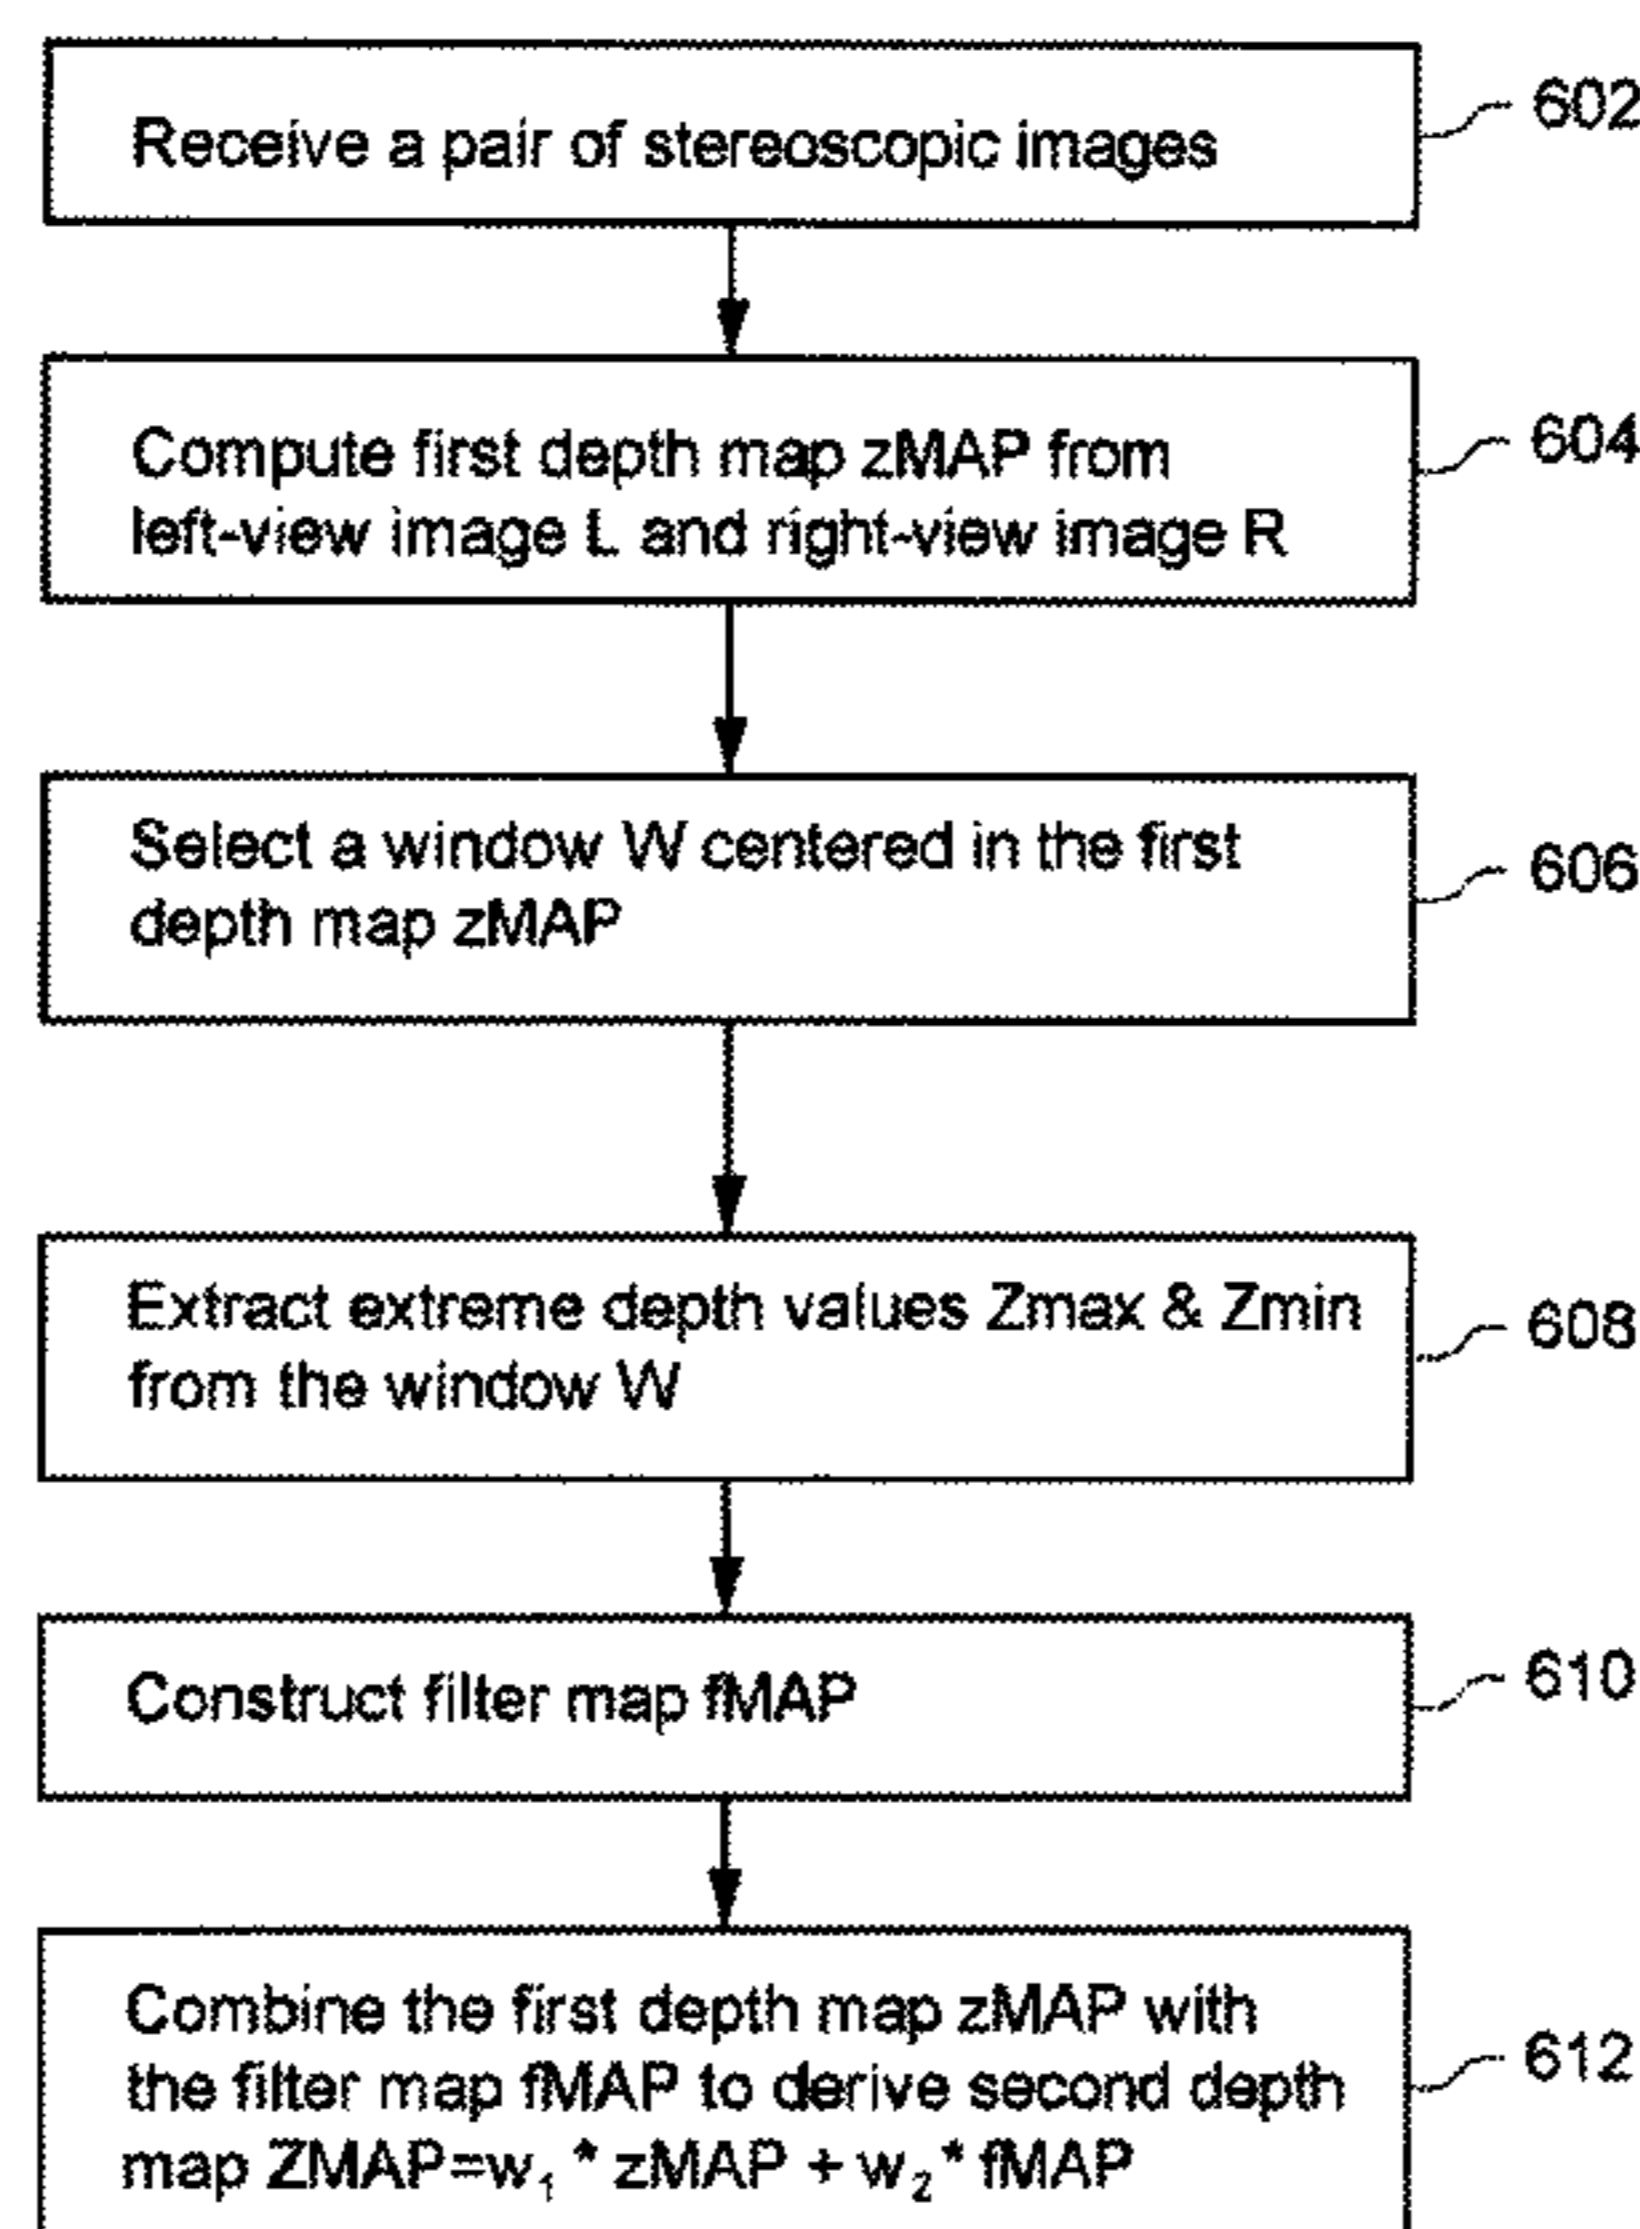 Receive a pair of stereoscopic images
602
Compute first depth map zMAP from
left-view image L and right-view image R
604
Select a window W centered in the first
depth map zMAP
606
Extract extreme depth values Zmax & Zmin
from the window W
608
Construct filter map fMAP
610
Combine the first depth map zMAP with
the filter map fMAP to derive second depth
map ZMAP=w₁ * zMAP + w₂ * fMAP
612